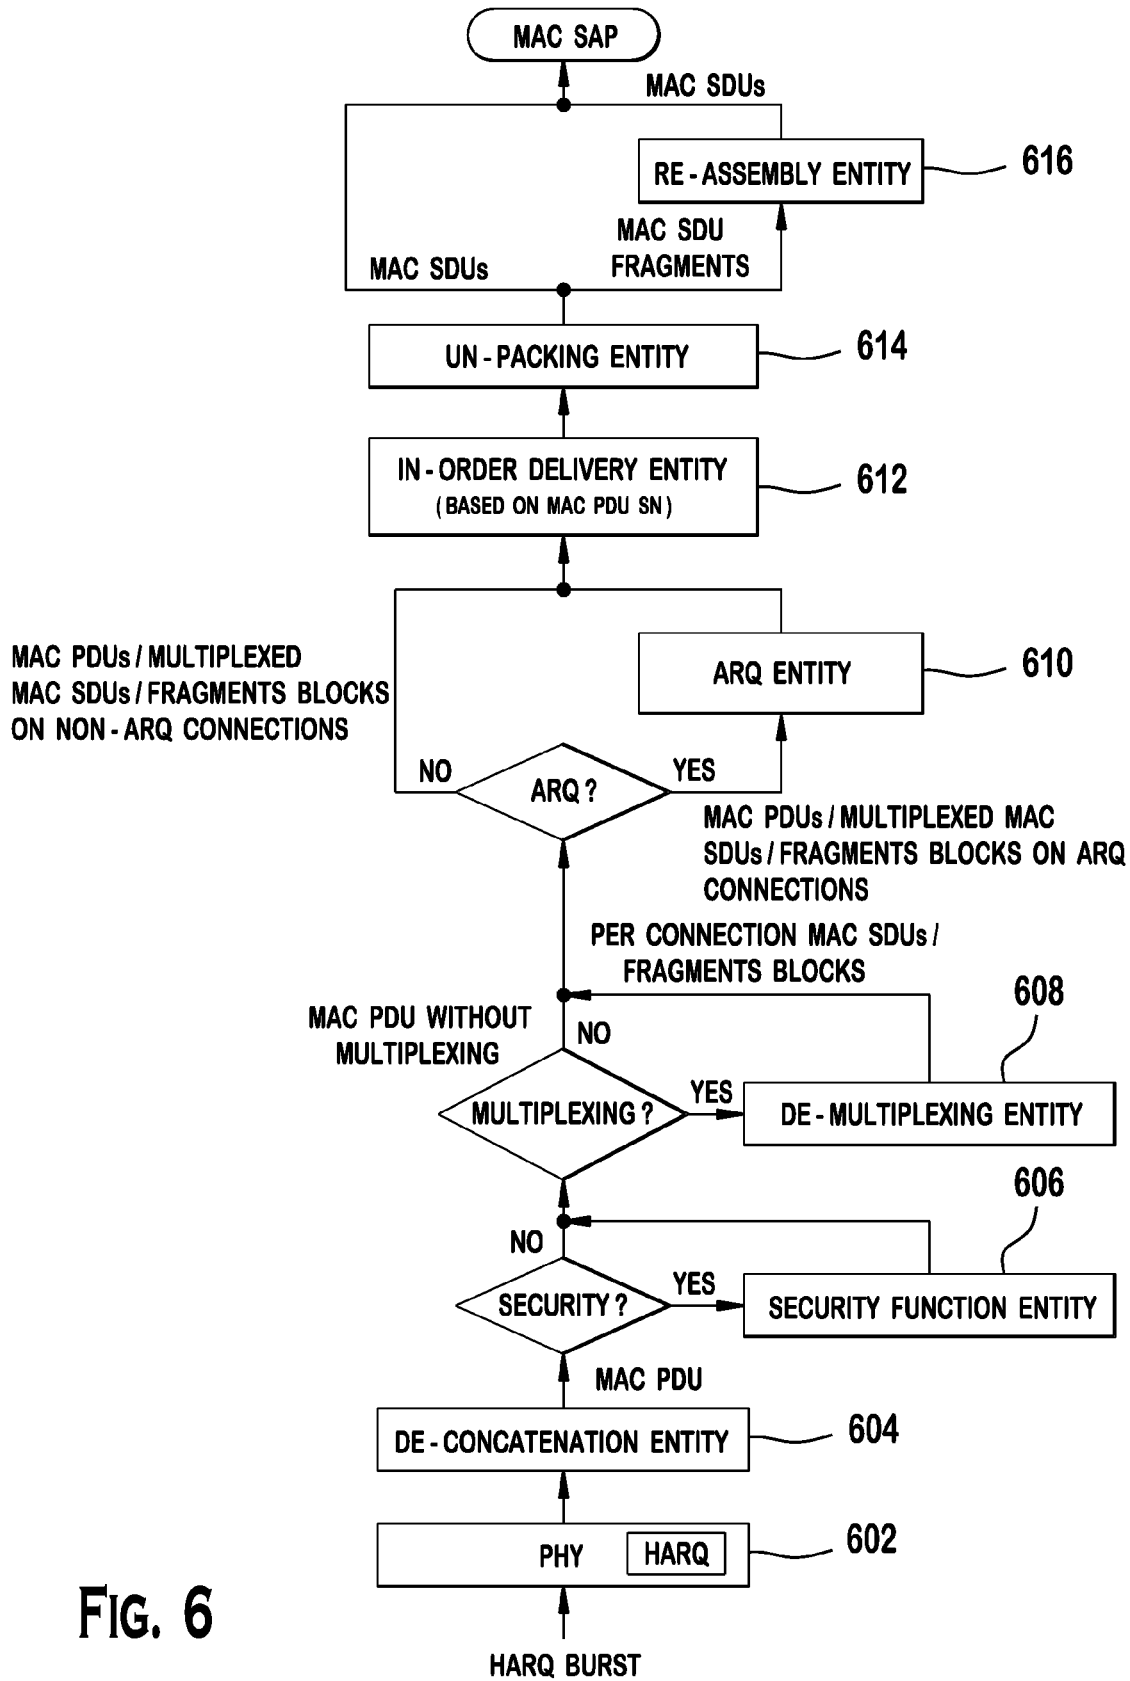 MAC SAP
MAC SDUs
RE-ASSEMBLY ENTITY
616
MAC SDU
FRAGMENTS
MAC SDUs
UN-PACKING ENTITY
614
IN-ORDER DELIVERY ENTITY
(BASED ON MAC PDU SN)
612
MAC PDUs/MULTIPLEXED
MAC SDUs/FRAGMENTS BLOCKS
ON NON-ARQ CONNECTIONS
ARQ ENTITY
610
NO
ARQ?
YES
MAC PDUs/MULTIPLEXED MAC
SDUs/FRAGMENTS BLOCKS ON ARQ
CONNECTIONS
PER CONNECTION MAC SDUs/
FRAGMENTS BLOCKS
MAC PDU WITHOUT
MULTIPLEXING
NO
608
MULTIPLEXING?
YES
DE-MULTIPLEXING ENTITY
606
NO
SECURITY?
YES
SECURITY FUNCTION ENTITY
MAC PDU
DE-CONCATENATION ENTITY
604
PHY
HARQ
602
HARQ BURST
FIG. 6